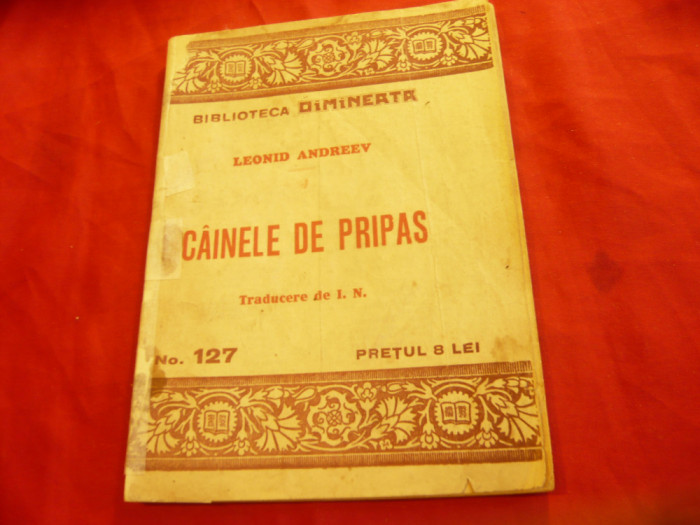 BIBLIOTECA DIMINEAȚA
LEONID ANDREEV
CÂINELE DE PRIPAS
Traducere de I. N.
No. 127 PREȚUL 8 LEI